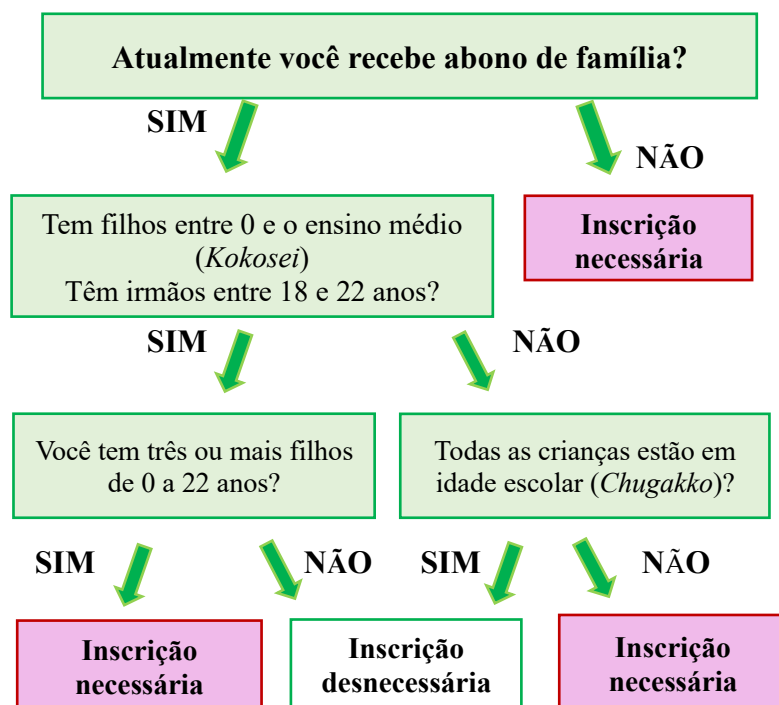 Atualmente você recebe abono de família?
SIM
NÃO
Tem filhos entre 0 e o ensino médio
(Kokosei)
Têm irmãos entre 18 e 22 anos?
Inscrição
necessária
SIM
NÃO
Você tem três ou mais filhos
de 0 a 22 anos?
Todas as crianças estão em
idade escolar (Chugakko)?
SIM
NÃO
SIM
NÃO
Inscrição
necessária
Inscrição
desnecessária
Inscrição
necessária